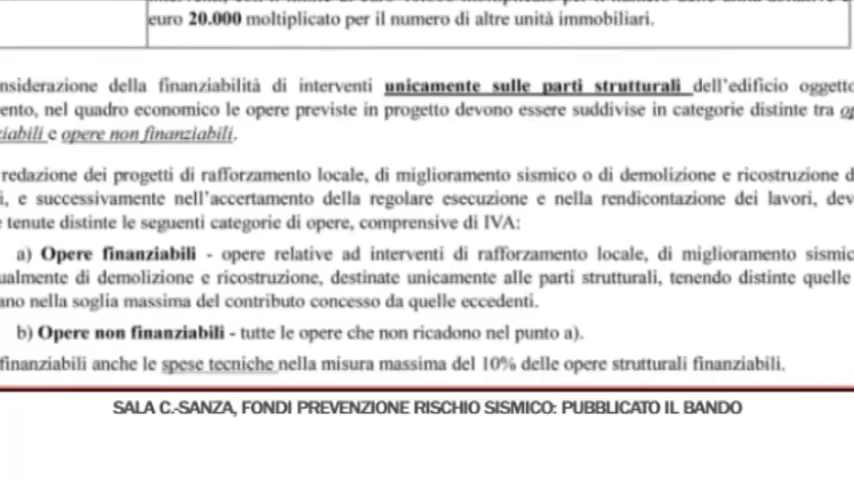 euro 20.000 moltiplicato per il numero di altre unità immobiliari.
nsiderazione della finanziabilità di interventi unicamente sulle parti strutturali dell'edificio oggetto
ento, nel quadro economico le opere previste in progetto devono essere suddivise in categorie distinte tra op
ziabili e opere non finanziabili.
redazione dei progetti di rafforzamento locale, di miglioramento sismico o di demolizione e ricostruzione d
i, e successivamente nell'accertamento della regolare esecuzione e nella rendicontazione dei lavori, dev
e tenute distinte le seguenti categorie di opere, comprensive di IVA:
a) Opere finanziabili - opere relative ad interventi di rafforzamento locale, di miglioramento sismic
ualmente di demolizione e ricostruzione, destinate unicamente alle parti strutturali, tenendo distinte quelle
ano nella soglia massima del contributo concesso da quelle eccedenti.
b) Opere non finanziabili - tutte le opere che non ricadono nel punto a).
finanziabili anche le spese tecniche nella misura massima del 10% delle opere strutturali finanziabili.
SALA C.-SANZA, FONDI PREVENZIONE RISCHIO SISMICO: PUBBLICATO IL BANDO